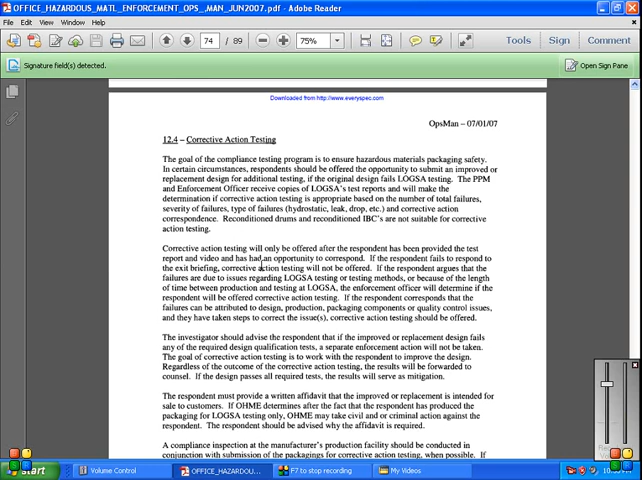 OFFICE_HAZARDOUS_MATL_ENFORCEMENT_OPS_,MAN_JUN2007.pdf - Adobe Reader
File Edit View Window Help
74 / 89 75% Tools Sign Comment
Signature field(s) detected. Open Sign Pane
Downloaded from http://www.everyspec.com
OpsMan – 07/01/07
12.4 – Corrective Action Testing
The goal of the compliance testing program is to ensure hazardous materials packaging safety.
In certain circumstances, respondents should be offered the opportunity to submit an improved or
replacement design for additional testing, if the original design fails LOGSA testing. The PPM
and Enforcement Officer receive copies of LOGSA's test reports and will make the
determination if corrective action testing is appropriate based on the number of total failures,
severity of failures, type of failures (hydrostatic, leak, drop, etc.) and corrective action
correspondence. Reconditioned drums and reconditioned IBC's are not suitable for corrective
action testing.
Corrective action testing will only be offered after the respondent has been provided the test
report and video and has had an opportunity to correspond. If the respondent fails to respond to
the exit briefing, corrective action testing will not be offered. If the respondent argues that the
failures are due to issues regarding LOGSA testing or testing methods, or because of the length
of time between production and testing at LOGSA, the enforcement officer will determine if the
respondent will be offered corrective action testing. If the respondent corresponds that the
failures can be attributed to design, production, packaging components or quality control issues,
and they have taken steps to correct the issue(s), corrective action testing should be offered.
The investigator should advise the respondent that if the improved or replacement design fails
any of the required design qualification tests, a separate enforcement action will not be taken.
The goal of corrective action testing is to work with the respondent to improve the design.
Regardless of the outcome of the corrective action testing, the results will be forwarded to
counsel. If the design passes all required tests, the results will serve as mitigation.
The respondent must provide a written affidavit that the improved or replacement is intended for
sale to customers. If OHME determines after the fact that the respondent has produced the
packaging for LOGSA testing only, OHME may take civil and or criminal action against the
respondent. The respondent should be advised why the affidavit is required.
A compliance inspection at the manufacturer's production facility should be conducted in
conjunction with submission of the packagings for corrective action testing, when possible. If
start Volume Control OFFICE_HAZARDOU... F7 to stop recording My Videos